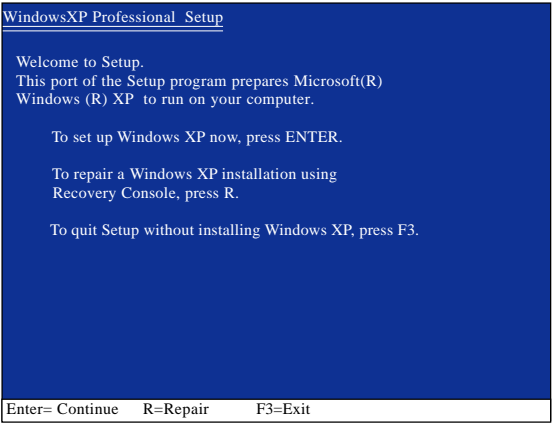 WindowsXP Professional Setup
Welcome to Setup.
This port of the Setup program prepares Microsoft(R)
Windows (R) XP to run on your computer.
To set up Windows XP now, press ENTER.
To repair a Windows XP installation using
Recovery Console, press R.
To quit Setup without installing Windows XP, press F3.
Enter= Continue R=Repair F3=Exit